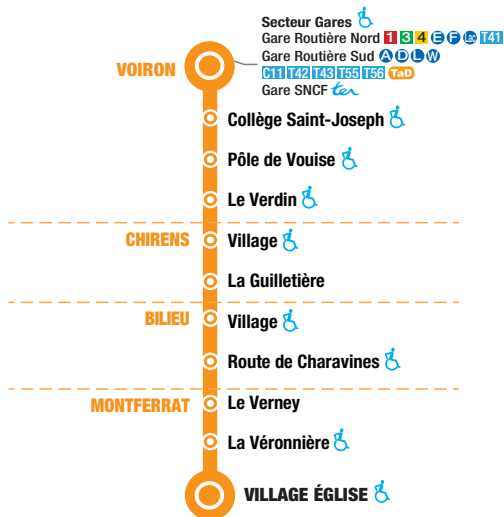 Secteur Gares
Gare Routière Nord 1 3 4 E F Lac T41
Gare Routière Sud A D L W
C11 T42 T43 T55 T56 TaD
Gare SNCF ter
VOIRON
Collège Saint-Joseph
Pôle de Vouise
Le Verdin
CHIRENS Village
La Guilletière
BILIEU Village
Route de Charavines
MONTFERRAT Le Verney
La Véronnière
VILLAGE ÉGLISE